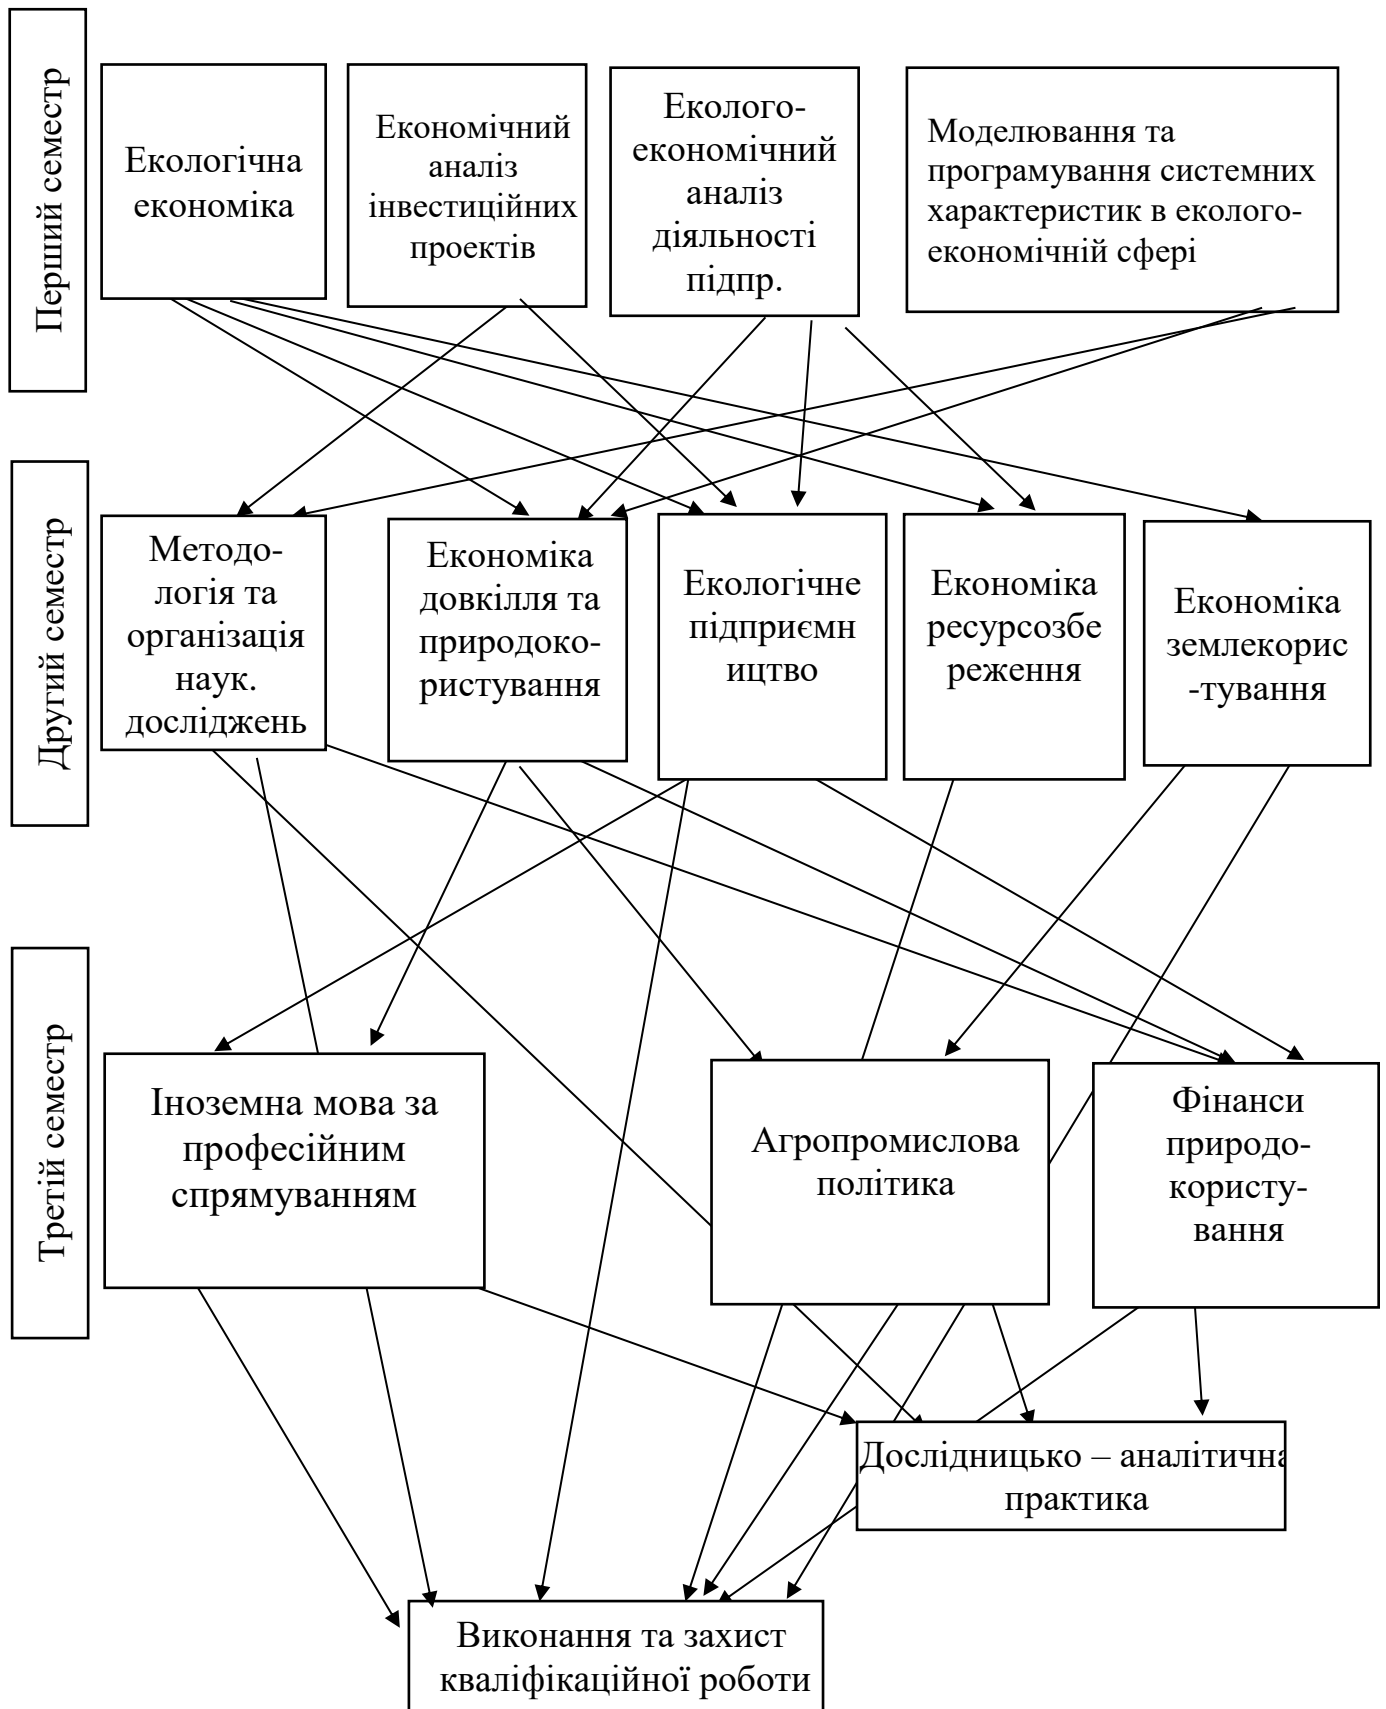 Перший семестр
Екологічна
економіка
Економічний
аналіз
інвестиційних
проектів
Еколого-
економічний
аналіз
діяльності
підпр.
Моделювання та
програмування системних
характеристик в еколого-
економічній сфері
Другий семестр
Методо-
логія та
організація
наук.
досліджень
Економіка
довкілля та
природоко-
ристування
Екологічне
підприємн
ицтво
Економіка
ресурсозбе
реження
Економіка
землекорис
-тування
Третій семестр
Іноземна мова за
професійним
спрямуванням
Агропромислова
політика
Фінанси
природо-
користу-
вання
Дослідницько – аналітична
практика
Виконання та захист
кваліфікаційної роботи